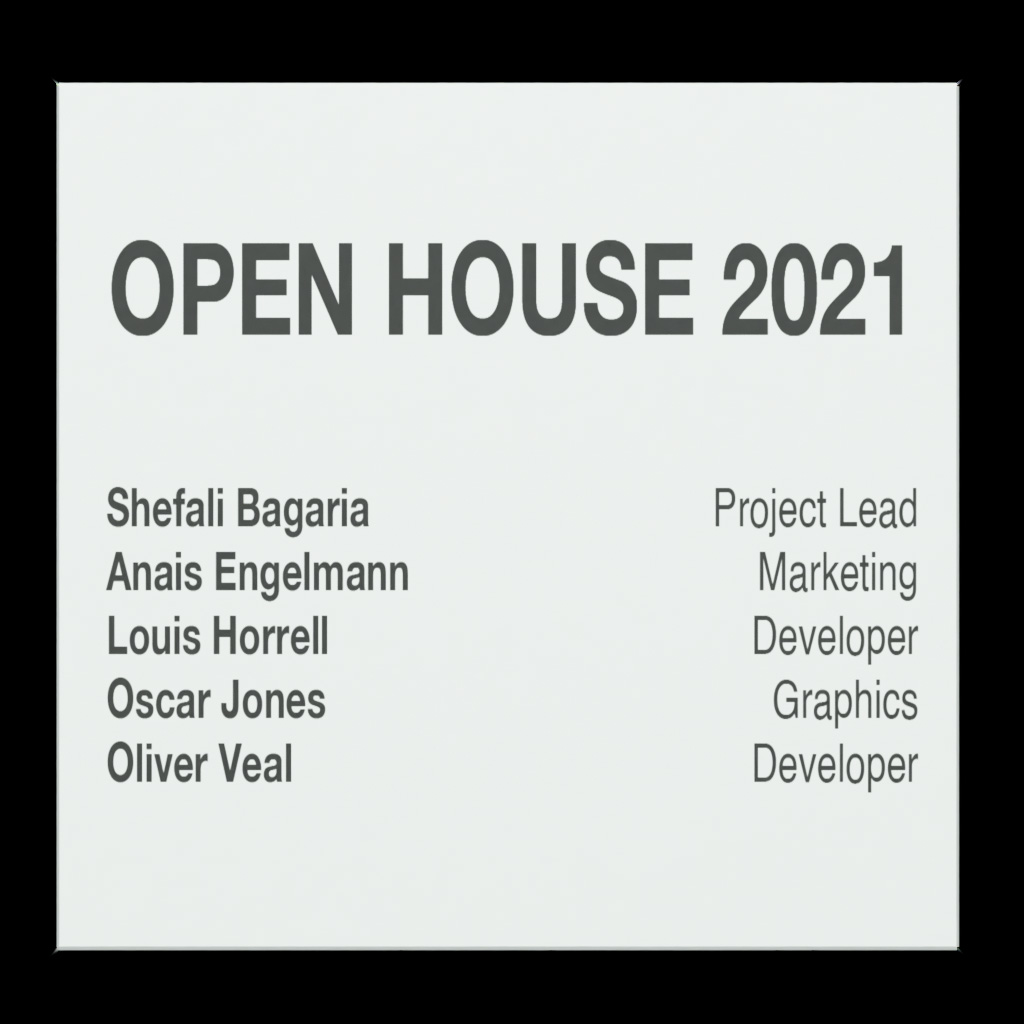 OPEN HOUSE 2021
Shefali Bagaria Project Lead
Anais Engelmann Marketing
Louis Horrell Developer
Oscar Jones Graphics
Oliver Veal Developer